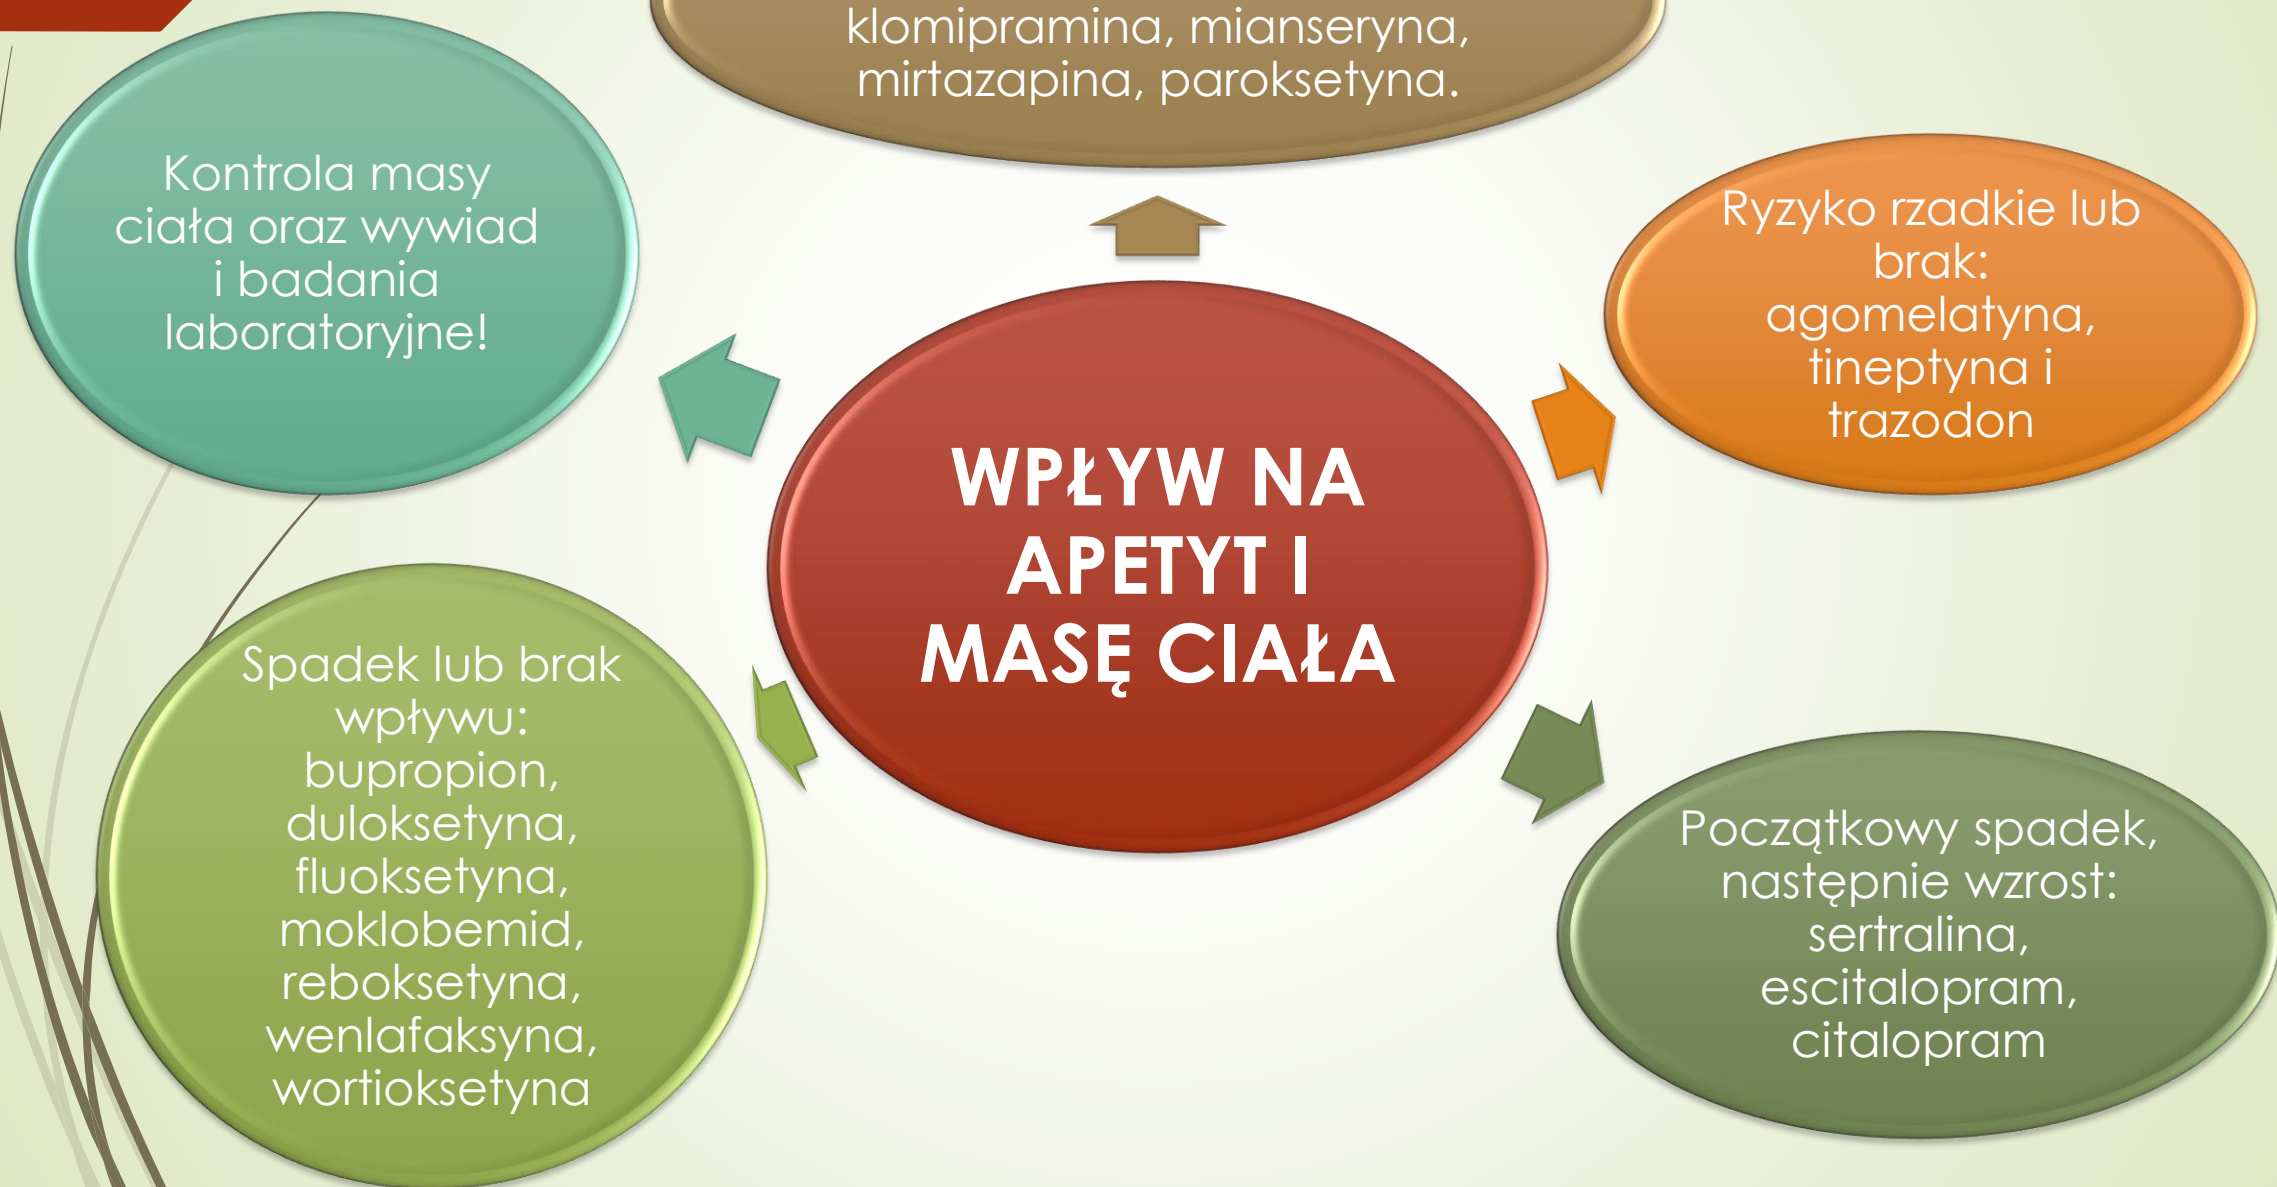 klomipramina, mianseryna,
mirtazapina, paroksetyna.
Kontrola masy
ciała oraz wywiad
i badania
laboratoryjne!
Ryzyko rzadkie lub
brak:
agomelatyna,
tineptyna i
trazodon
WPŁYW NA
APETYT I
MASĘ CIAŁA
Spadek lub brak
wpływu:
bupropion,
duloksetyna,
fluoksetyna,
moklobemid,
reboksetyna,
wenlafaksyna,
wortioksetyna
Początkowy spadek,
następnie wzrost:
sertralina,
escitalopram,
citalopram